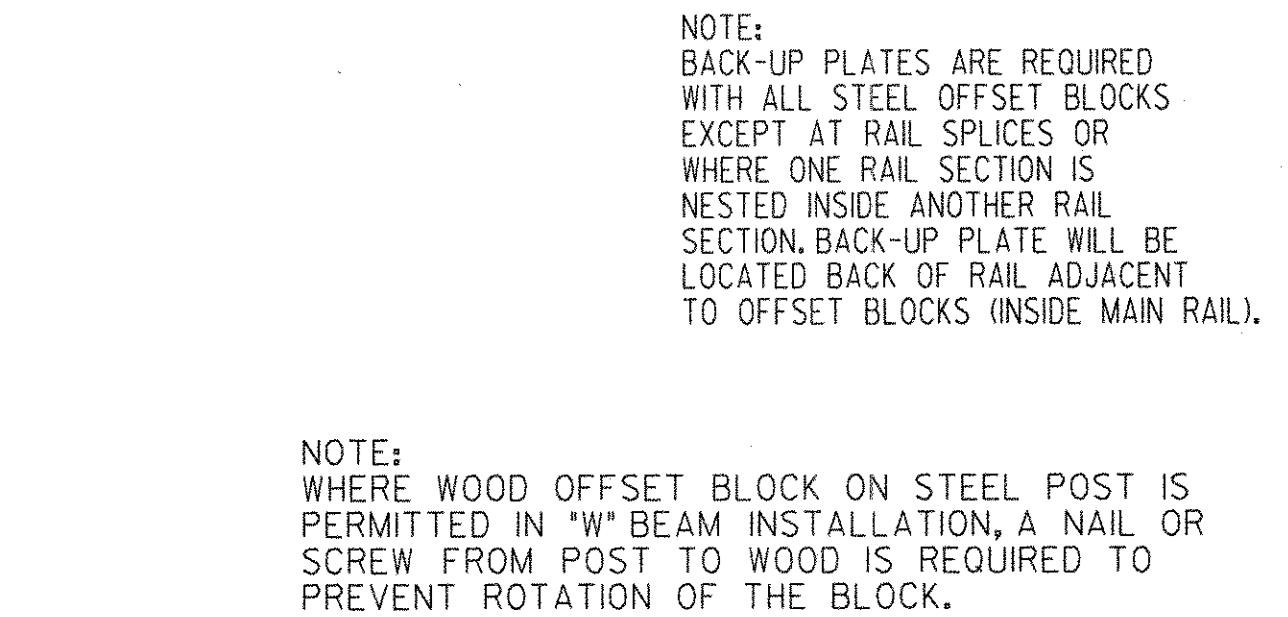 NOTE:
BACK-UP PLATES ARE REQUIRED
WITH ALL STEEL OFFSET BLOCKS
EXCEPT AT RAIL SPLICES OR
WHERE ONE RAIL SECTION IS
NESTED INSIDE ANOTHER RAIL
SECTION. BACK-UP PLATE WILL BE
LOCATED BACK OF RAIL ADJACENT
TO OFFSET BLOCKS (INSIDE MAIN RAIL).
NOTE:
WHERE WOOD OFFSET BLOCK ON STEEL POST IS
PERMITTED IN "W" BEAM INSTALLATION, A NAIL OR
SCREW FROM POST TO WOOD IS REQUIRED TO
PREVENT ROTATION OF THE BLOCK.